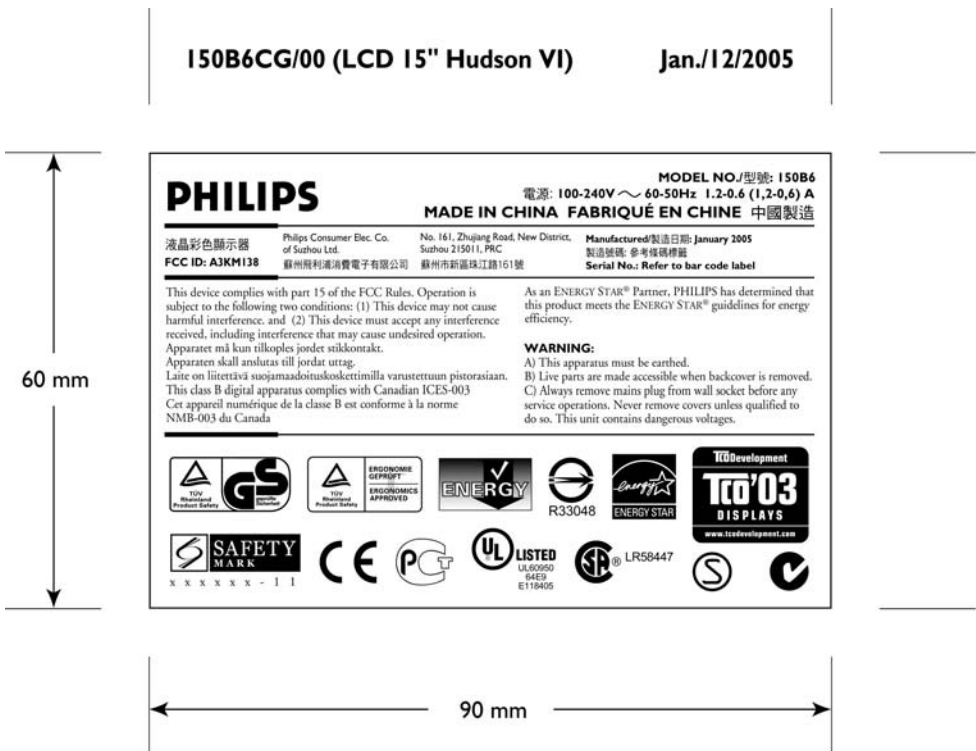 150B6CG/00 (LCD 15" Hudson VI) Jan./12/2005
PHILIPS
MODEL NO./型號: 150B6
電源: 100-240V ～ 60-50Hz 1.2-0.6 (1,2-0,6) A
MADE IN CHINA FABRIQUÉ EN CHINE 中國製造
液晶彩色顯示器
FCC ID: A3KM138
Philips Consumer Elec. Co.
of Suzhou Ltd.
蘇州飛利浦消費電子有限公司
No. 161, Zhujiang Road, New District,
Suzhou 215011, PRC
蘇州市新區珠江路161號
Manufactured/製造日期: January 2005
製造號碼: 參考條碼標籤
Serial No.: Refer to bar code label
This device complies with part 15 of the FCC Rules. Operation is
subject to the following two conditions: (1) This device may not cause
harmful interference. and (2) This device must accept any interference
received, including interference that may cause undesired operation.
Apparatet må kun tilkoples jordet stikkontakt.
Apparaten skall anslutas till jordat uttag.
Laite on liitettävä suojamaadoituskoskettimilla varustettuun pistorasiaan.
This class B digital apparatus complies with Canadian ICES-003
Cet appareil numérique de la classe B est conforme à la norme
NMB-003 du Canada
As an ENERGY STAR® Partner, PHILIPS has determined that
this product meets the ENERGY STAR® guidelines for energy
efficiency.
WARNING:
A) This apparatus must be earthed.
B) Live parts are made accessible when backcover is removed.
C) Always remove mains plug from wall socket before any
service operations. Never remove covers unless qualified to
do so. This unit contains dangerous voltages.
TÜV
Rheinland
Product Safety
GS
geprüfte
Sicherheit
TÜV
Rheinland
Product Safety
ERGONOMIE
GEPRÜFT
ERGONOMICS
APPROVED
ENERGY
R33048
energy
ENERGY STAR
TCO Development
TCO'03
DISPLAYS
www.tcodevelopment.com
S SAFETY
MARK
x x x x x x - 1 1
CE
PCT
UL LISTED
UL60950
64E9
E118405
SA ® LR58447
S
60 mm
90 mm